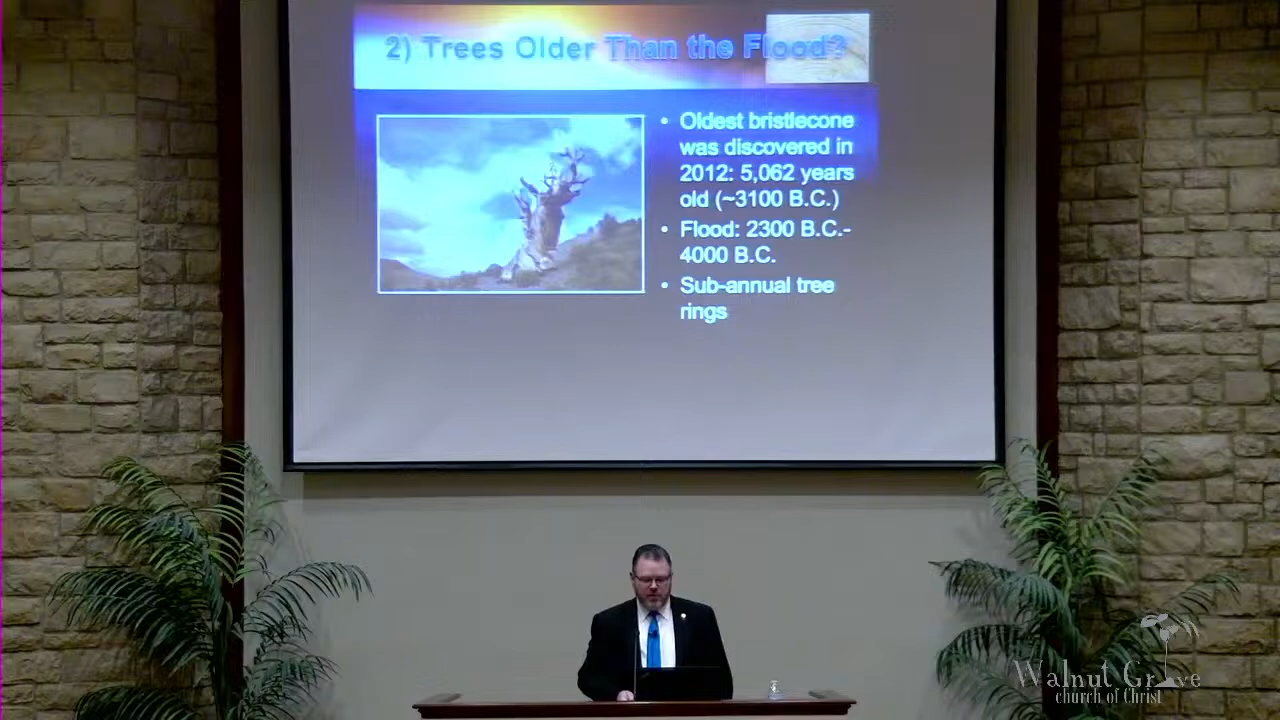 2) Trees Older Than the Flood?
• Oldest bristlecone
was discovered in
2012: 5,062 years
old (~3100 B.C.)
• Flood: 2300 B.C.-
4000 B.C.
• Sub-annual tree
rings
Walnut Grove
church of Christ